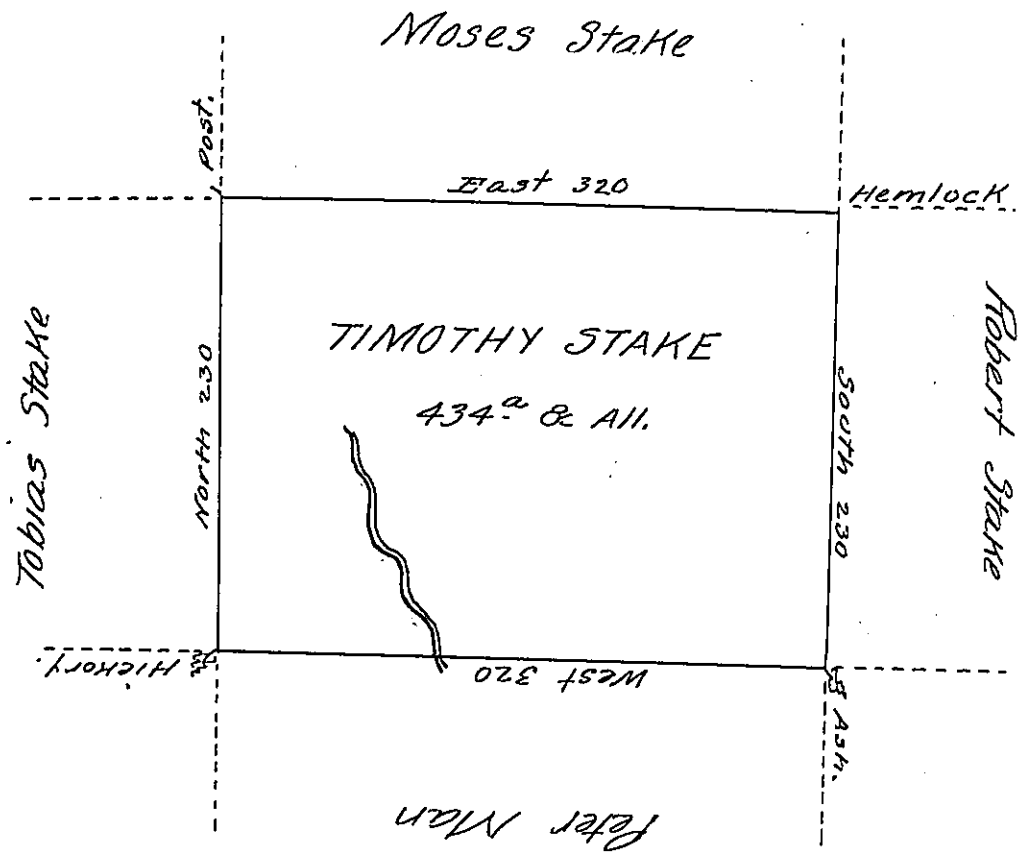 Moses Stake
Post.
East 320
Hemlock
Tobias Stake
North 230
TIMOTHY STAKE
434 a & All.
South 230
Robert Stake
Hickory.
West 320
Ash.
Peter Man